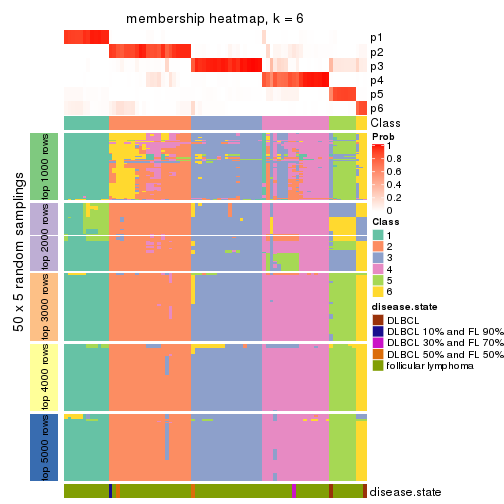 membership heatmap, k = 6
p1
p2
p3
p4
p5
p6
Class
50 x 5 random samplings
top 1000 rows
top 2000 rows
top 3000 rows
top 4000 rows
top 5000 rows
Prob
1
0.8
0.6
0.4
0.2
0
Class
1
2
3
4
5
6
disease.state
DLBCL
DLBCL 10% and FL 90%
DLBCL 30% and FL 70%
DLBCL 50% and FL 50%
follicular lymphoma
disease.state